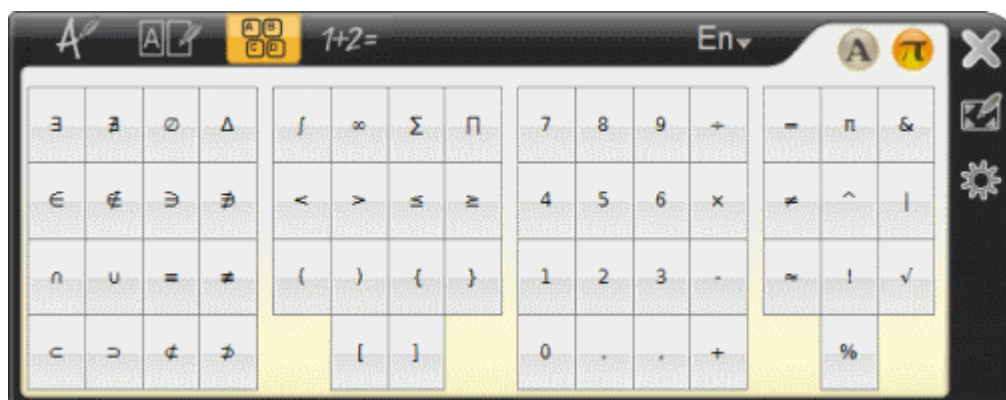 A A A B C D 1+2= En A π
∃ ∄ ∅ Δ ∫ ∞ Σ Π 7 8 9 ÷ = π &
∈ ∉ ∋ ∌ < > ≤ ≥ 4 5 6 × ≠ ^ |
∩ ∪ = ≠ ( ) { } 1 2 3 - ≈ ! √
⊂ ⊃ ⊄ ⊅ [ ] 0 . , + %